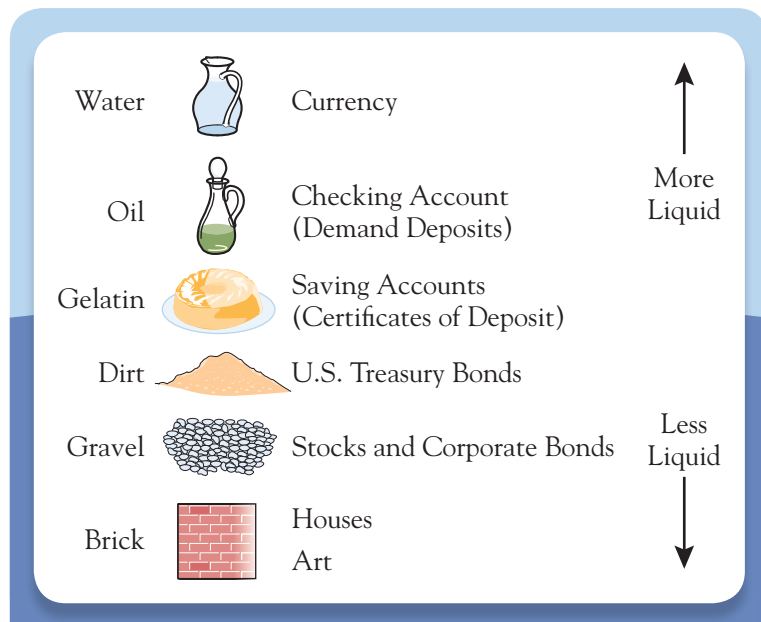 Water
Currency
Oil
Checking Account
(Demand Deposits)
More
Liquid
Gelatin
Saving Accounts
(Certificates of Deposit)
Dirt
U.S. Treasury Bonds
Gravel
Stocks and Corporate Bonds
Less
Liquid
Brick
Houses
Art